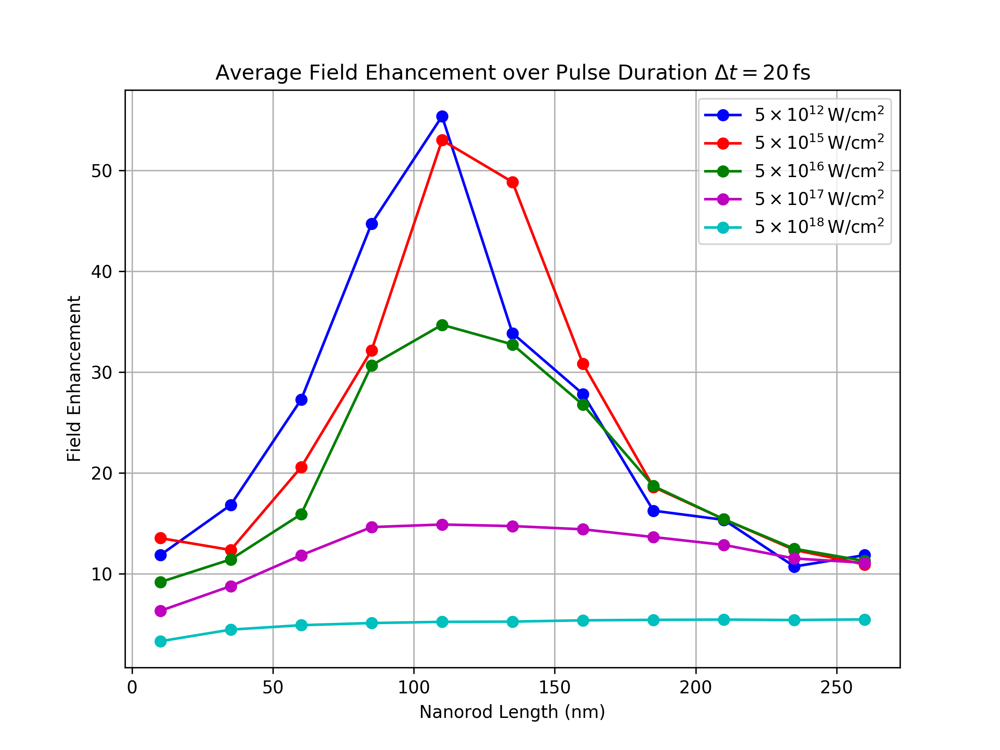 Average Field Ehancement over Pulse Duration Δt = 20 fs
5 × 10¹² W/cm²
5 × 10¹⁵ W/cm²
5 × 10¹⁶ W/cm²
5 × 10¹⁷ W/cm²
5 × 10¹⁸ W/cm²
Field Enhancement
50
40
30
20
10
0 50 100 150 200 250
Nanorod Length (nm)